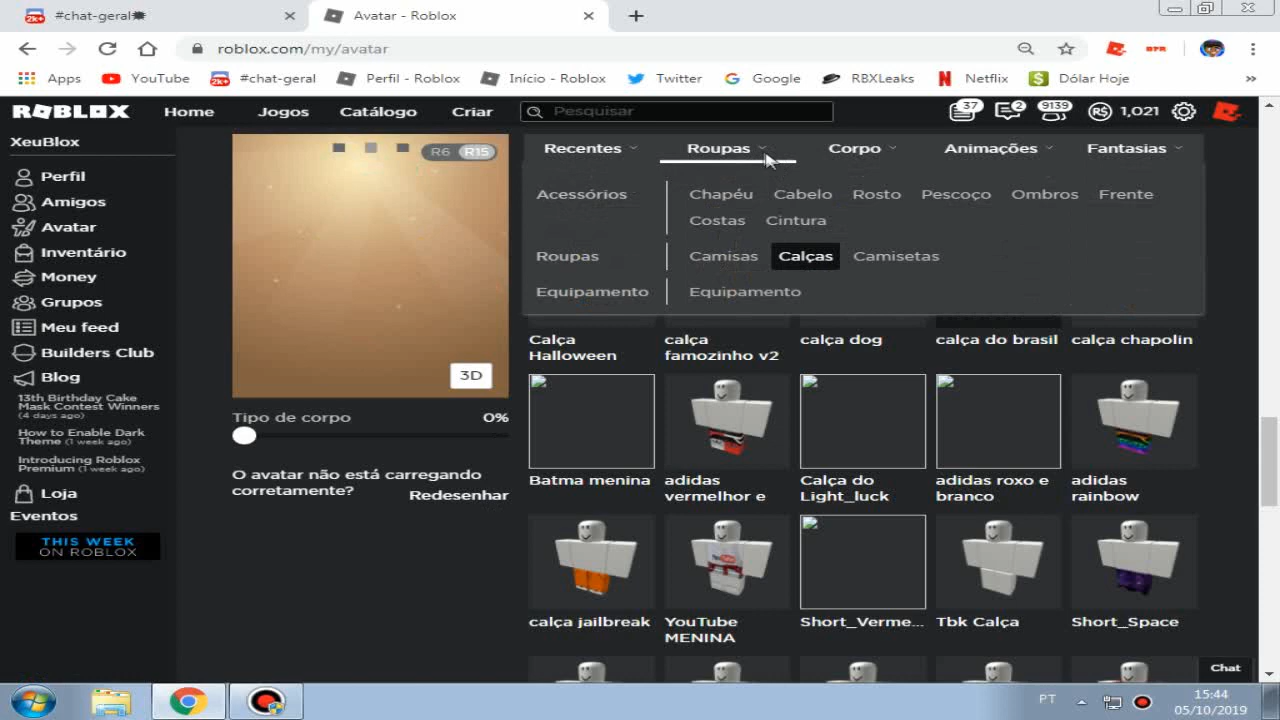 #chat-geral
Avatar - Roblox
roblox.com/my/avatar
Apps
YouTube
#chat-geral
Perfil - Roblox
Início - Roblox
Twitter
Google
RBXLeaks
Netflix
Dólar Hoje
ROBLOX
Home
Jogos
Catálogo
Criar
Pesquisar
37
2
9139
1,021
XeuBlox
Perfil
Amigos
Avatar
Inventário
Money
Grupos
Meu feed
Builders Club
Blog
13th Birthday Cake
Mask Contest Winners
(4 days ago)
How to Enable Dark
Theme (1 week ago)
Introducing Roblox
Premium (1 week ago)
Loja
Eventos
THIS WEEK
ON ROBLOX
R6 R15
3D
Tipo de corpo 0%
O avatar não está carregando
corretamente?
Redesenhar
Recentes
Roupas
Corpo
Animações
Fantasias
Acessórios
Chapéu Cabelo Rosto Pescoço Ombros Frente
Costas Cintura
Roupas
Camisas Calças Camisetas
Equipamento
Equipamento
Calça
Halloween
calça
famozinho v2
calça dog
calça do brasil
calça chapolin
Batma menina
adidas
vermelhor e
Calça do
Light_luck
adidas roxo e
branco
adidas
rainbow
calça jailbreak
YouTube
MENINA
Short_Verme...
Tbk Calça
Short_Space
Chat
PT
15:44
05/10/2019